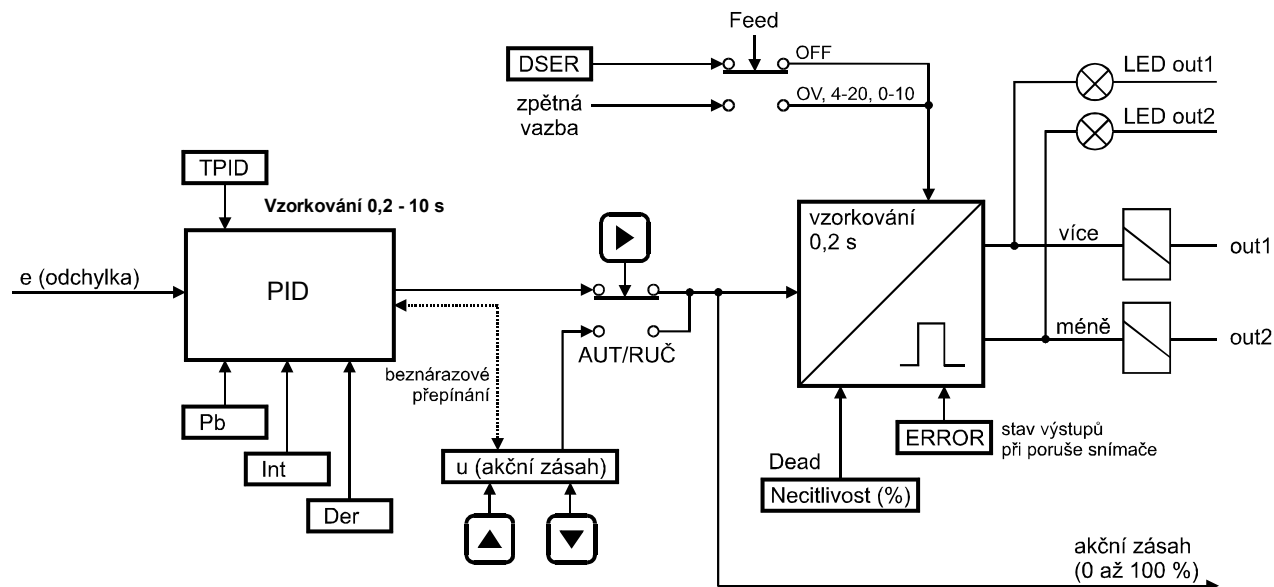 Feed
DSER
OFF
zpětná
vazba
OV, 4-20, 0-10
LED out1
LED out2
TPID
Vzorkování 0,2 - 10 s
vzorkování
0,2 s
více
out1
e (odchylka)
PID
AUT/RUČ
méně
out2
beznárazové
přepínání
Pb
Int
Der
u (akční zásah)
ERROR
stav výstupů
při poruše snímače
Dead
Necitlivost (%)
akční zásah
(0 až 100 %)